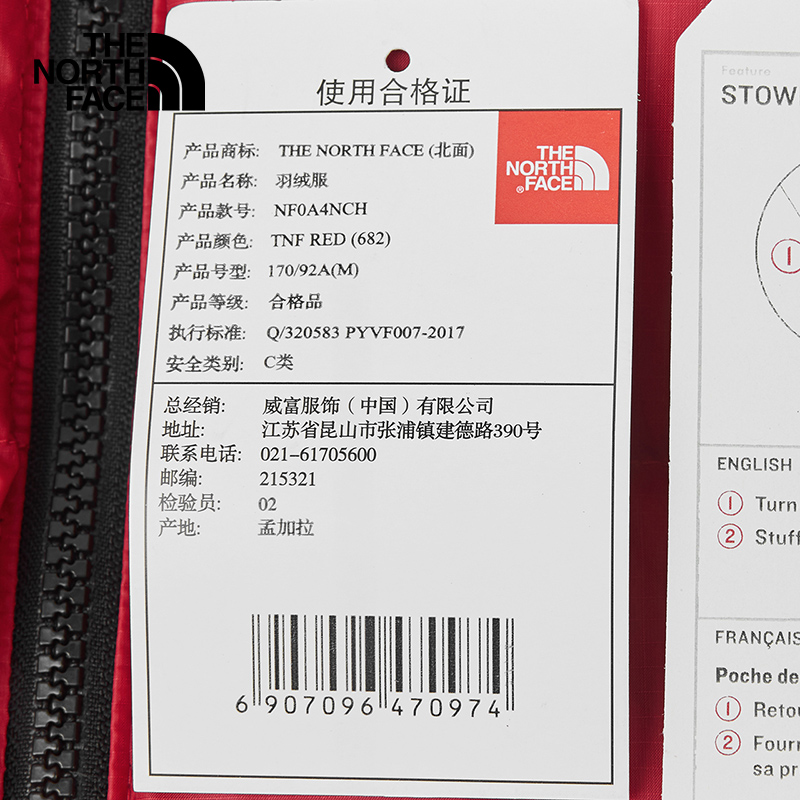 THE
NORTH
FACE
使用合格证
THE
NORTH
®FACE
产品商标: THE NORTH FACE (北面)
产品名称: 羽绒服
产品款号: NF0A4NCH
产品颜色: TNF RED (682)
产品号型: 170/92A(M)
产品等级: 合格品
执行标准: Q/320583 PYVF007-2017
安全类别: C类
总经销: 威富服饰（中国）有限公司
地址: 江苏省昆山市张浦镇建德路390号
联系电话: 021-61705600
邮编: 215321
检验员: 02
产地: 孟加拉
6 907096 470974
Feature
STOW
1
ENGLISH
1 Turn
2 Stuff
FRANÇAIS
Poche de
1 Retou
2 Fourr
sa pr